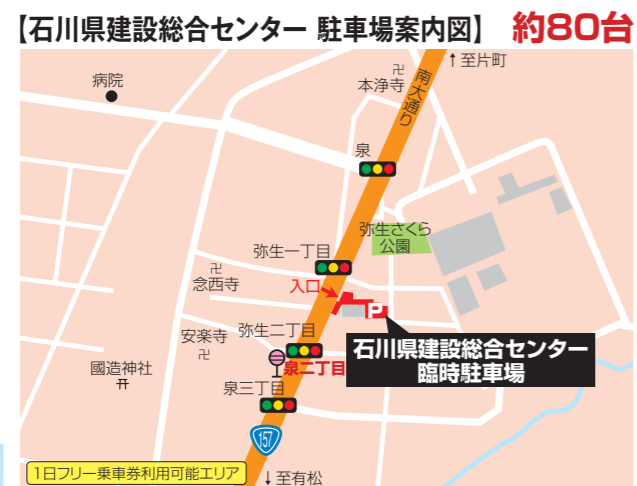 【石川県建設総合センター 駐車場案内図】 約80台
↑至片町
卍
本浄寺
南大通り
病院
泉
弥生さくら
公園
弥生一丁目
卍
念西寺
入口
P
安楽寺
卍
弥生二丁目
泉二丁目
石川県建設総合センター
臨時駐車場
國造神社
泉三丁目
157
1日フリー乗車券利用可能エリア
↓至有松